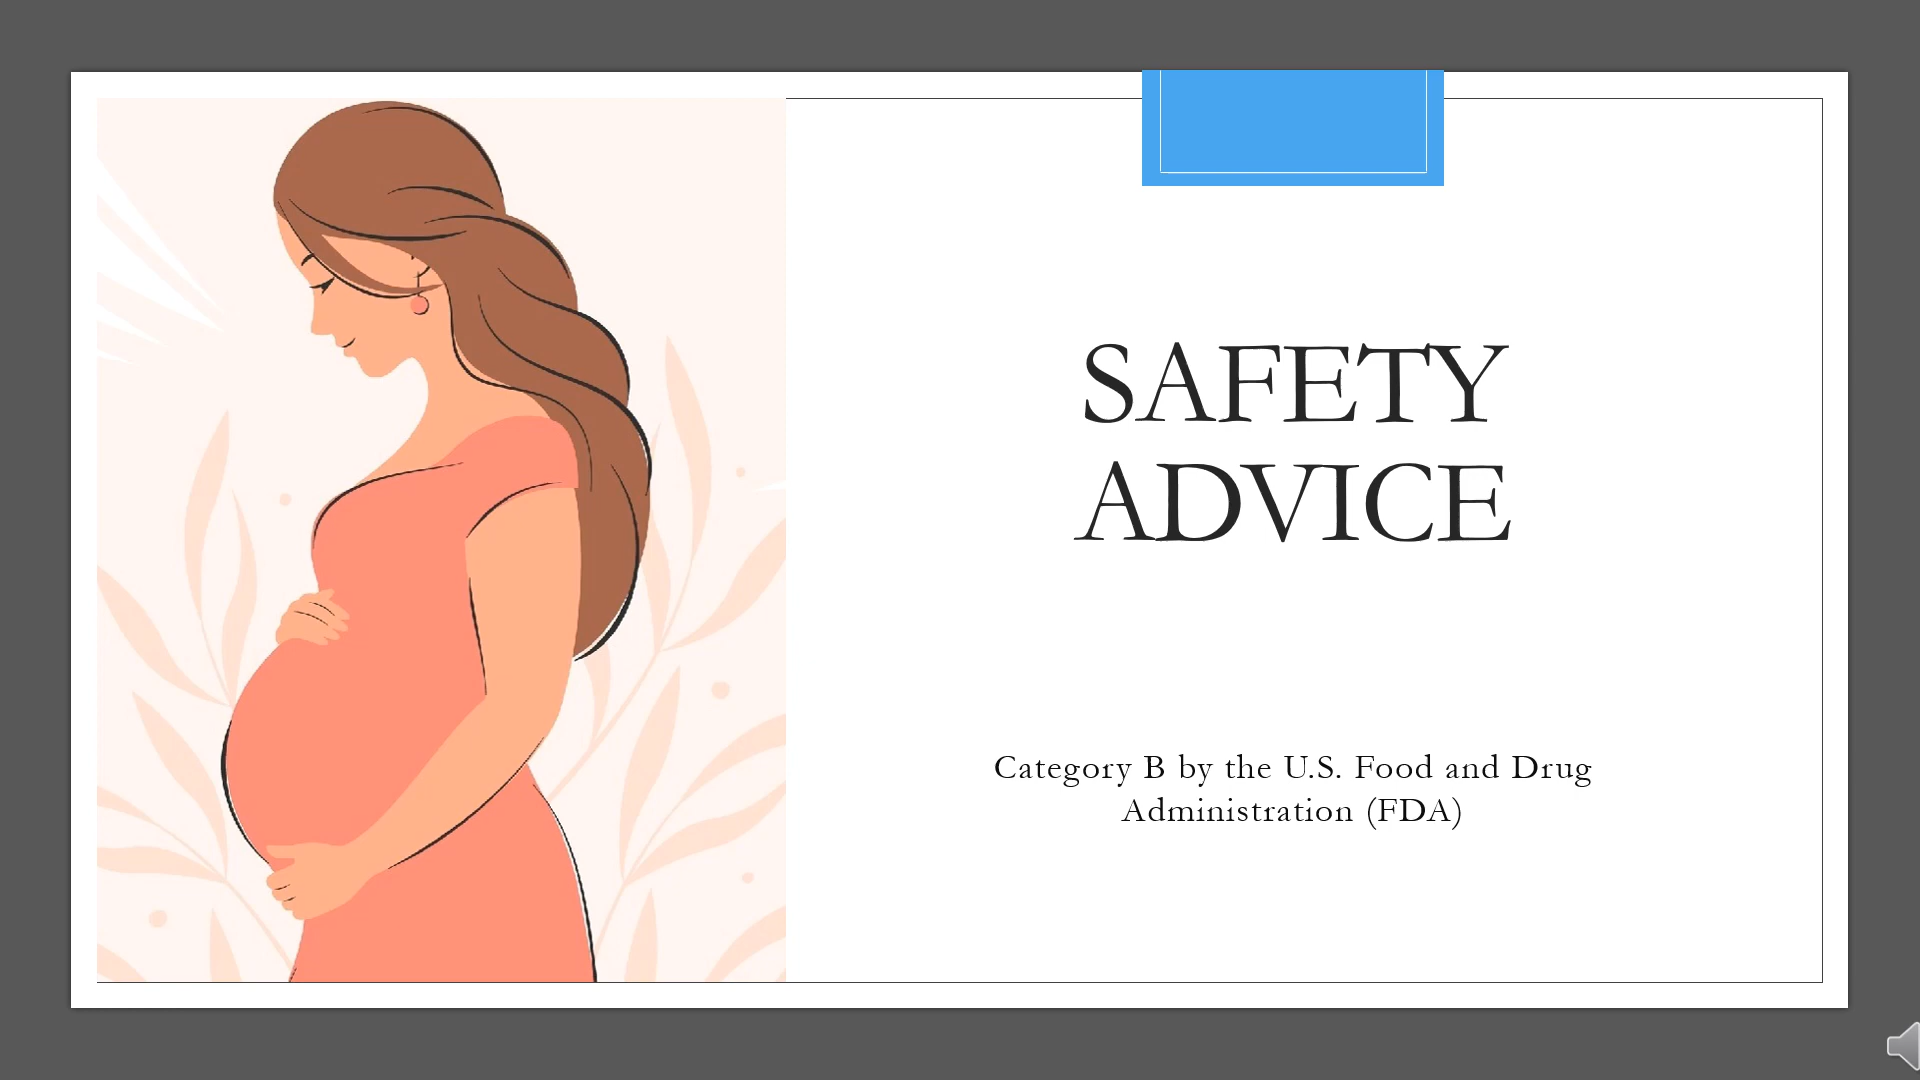 SAFETY
ADVICE
Category B by the U.S. Food and Drug
Administration (FDA)